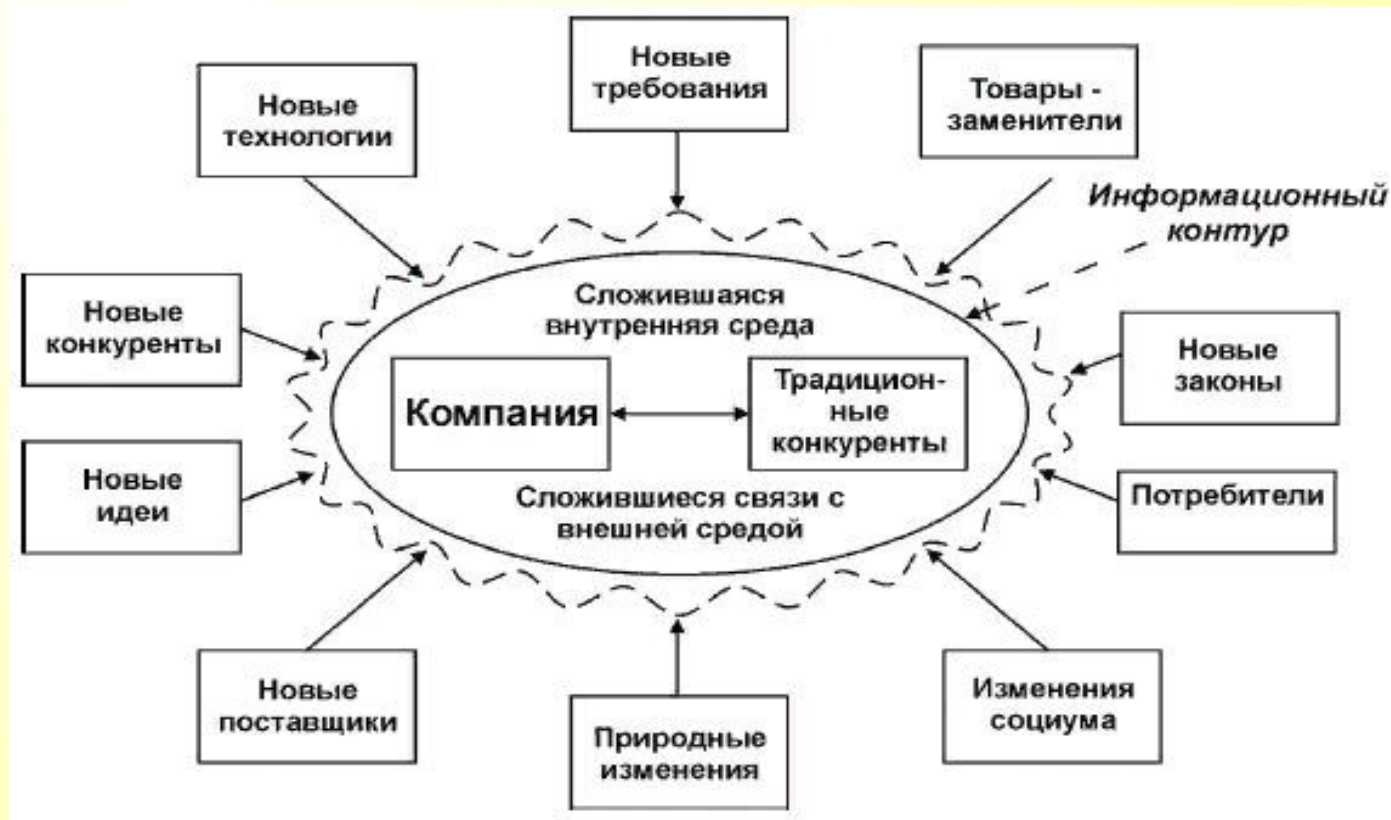 Новые
требования
Новые
технологии
Товары -
заменители
Информационный
контур
Новые
конкуренты
Сложившаяся
внутренняя среда
Новые
законы
Компания
Традицион-
ные
конкуренты
Новые
идеи
Сложившиеся связи с
внешней средой
Потребители
Новые
поставщики
Природные
изменения
Изменения
социума